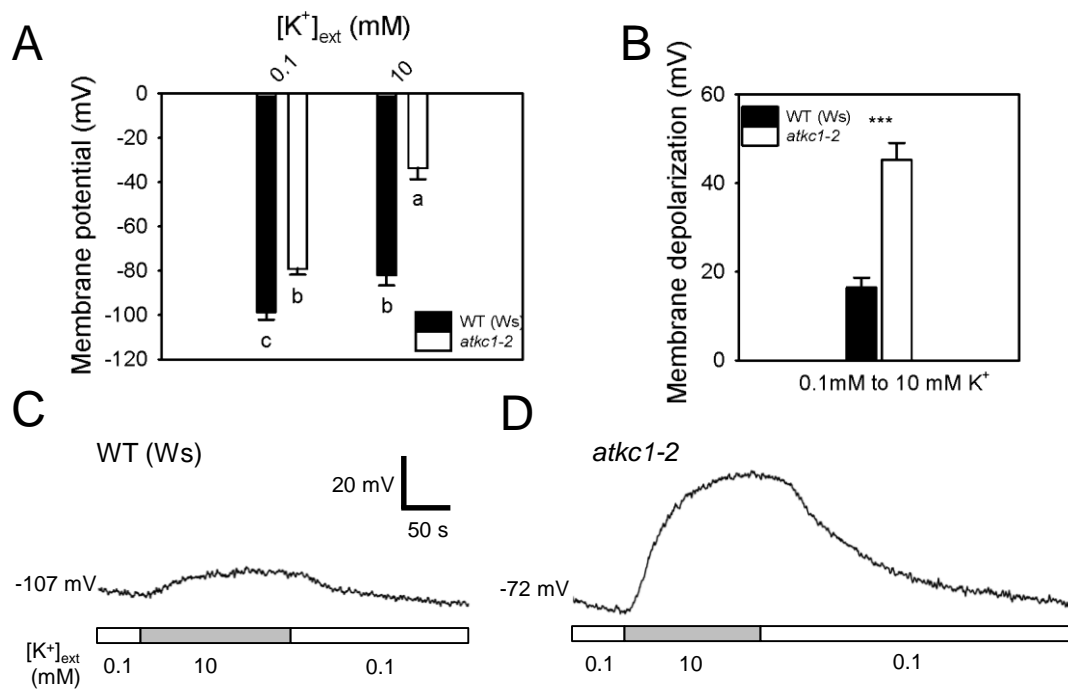 A
[K+]ext (mM)
0.1
10
Membrane potential (mV)
0
-20
-40
-60
-80
-100
-120
c
b
b
a
WT (Ws)
atkc1-2
B
Membrane depolarization (mV)
60
40
20
0
WT (Ws)
atkc1-2
***
0.1mM to 10 mM K+
C
WT (Ws)
20 mV
50 s
-107 mV
[K+]ext
(mM)
0.1
10
0.1
D
atkc1-2
-72 mV
0.1
10
0.1